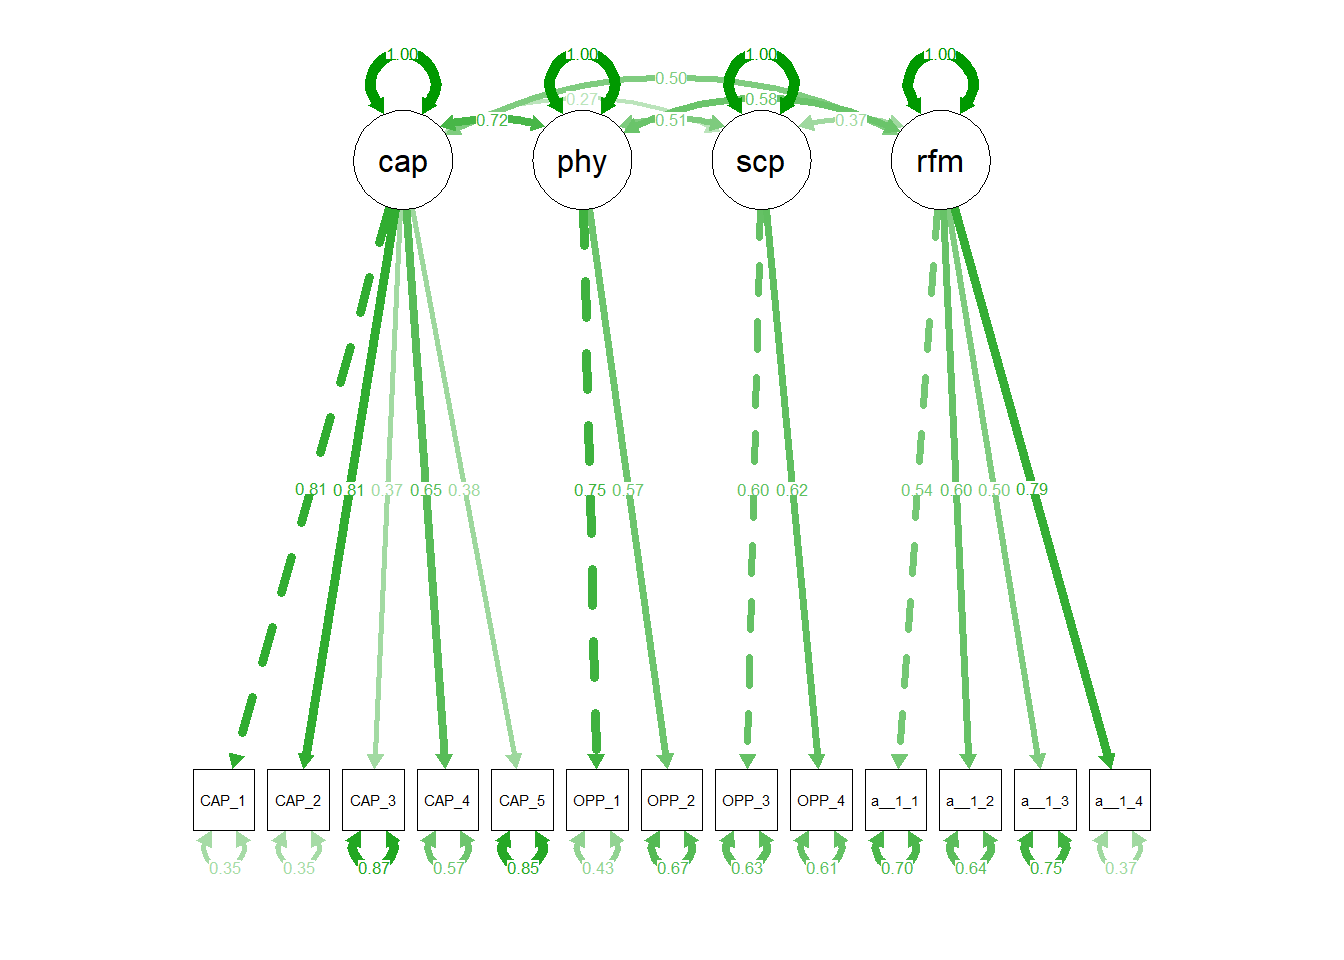 1.00 1.00 1.00 1.00
0.50
0.27 0.58
0.72 0.51 0.37
cap phy scp rfm
0.81 0.81 0.37 0.65 0.38 0.75 0.57 0.60 0.62 0.54 0.60 0.50 0.79
CAP_1 CAP_2 CAP_3 CAP_4 CAP_5 OPP_1 OPP_2 OPP_3 OPP_4 a__1_1 a__1_2 a__1_3 a__1_4
0.35 0.35 0.87 0.57 0.85 0.43 0.67 0.63 0.61 0.70 0.64 0.75 0.37